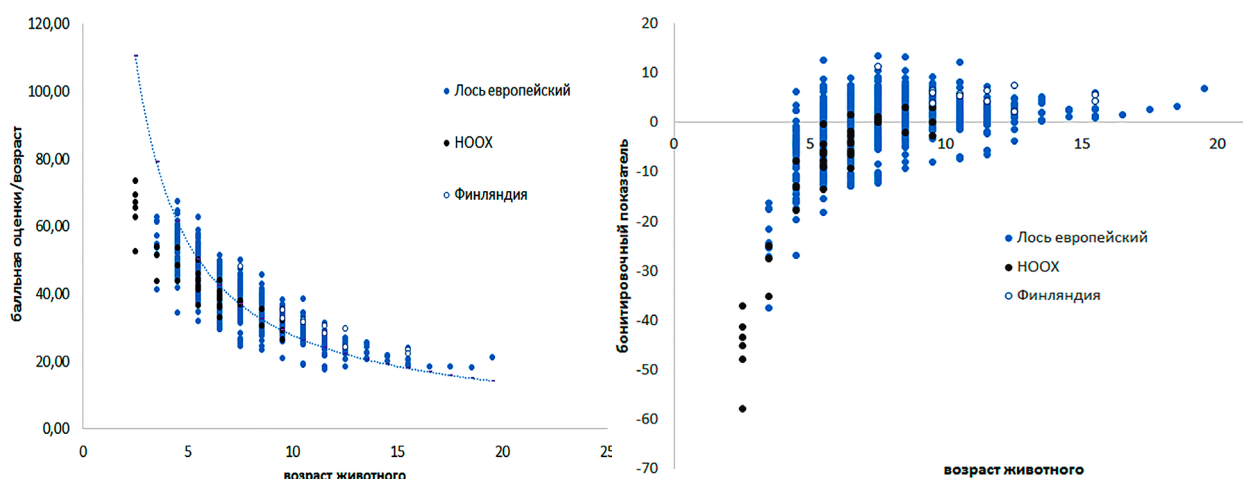 120,00
100,00
80,00
60,00
40,00
20,00
0,00
0
5
10
15
20
25
балльная оценки/возраст
возраст животного
Лось европейский
НООХ
Финляндия
20
10
0
-10
-20
-30
-40
-50
-60
-70
0
5
10
15
20
бонитировочный показатель
Лось европейский
НООХ
Финляндия
возраст животного